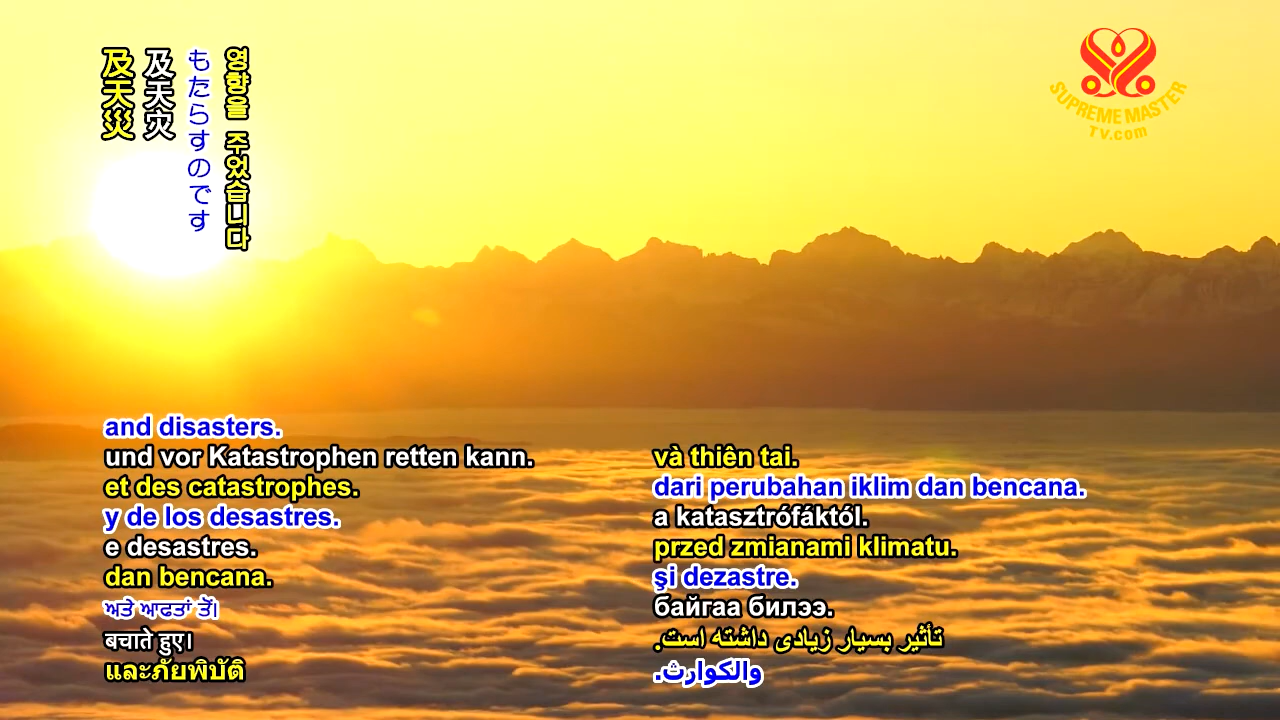 及天災
及天灾
もたらすのです
영향을 주었습니다
SUPREME MASTER
TV.com
and disasters.
und vor Katastrophen retten kann.
et des catastrophes.
y de los desastres.
e desastres.
dan bencana.
ਅਤੇ ਆਫਤਾਂ ਤੋਂ।
बचाते हुए।
และภัยพิบัติ
và thiên tai.
dari perubahan iklim dan bencana.
a katasztrófáktól.
przed zmianami klimatu.
şi dezastre.
байгаа билээ.
تأثیر بسیار زیادی داشته است.
والكوارث.